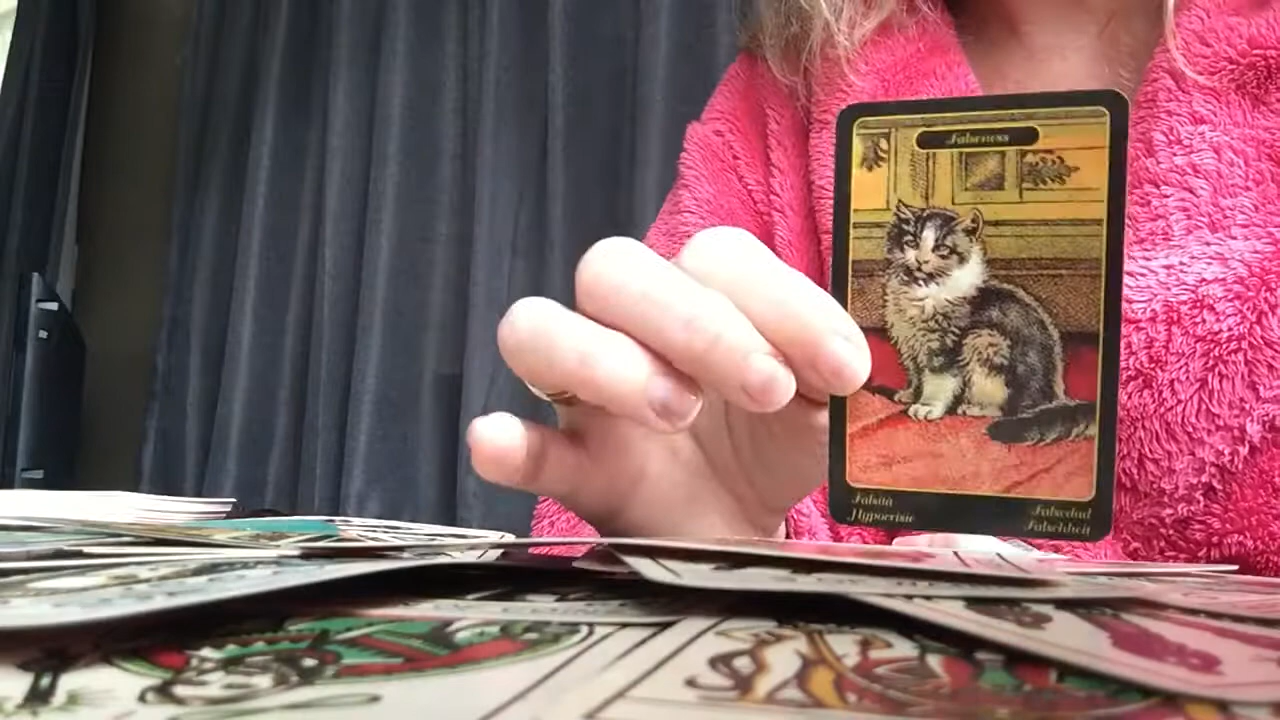 Falseness
Falsità
Hypocrisie
Falsedad
Falschheit